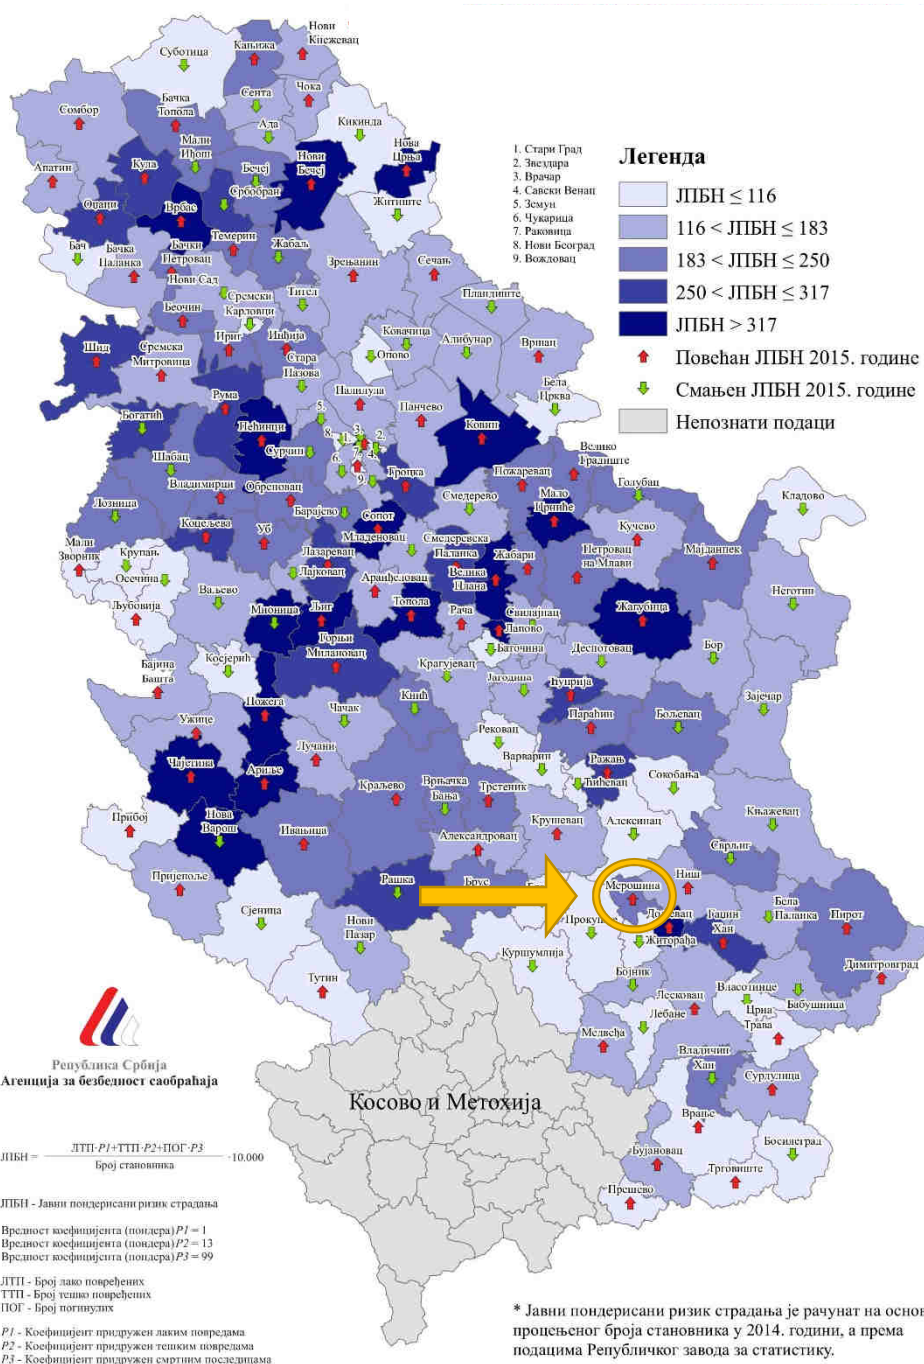 Нови
Кнежевац
Суботица
Кањижа
Сента
Чока
Сомбор
Бачка
Топола
Ада
Кикинда
Мали
Иђош
Нова
Црња
Апатин
Кула
Бечеј
Нови
Бечеј
Србобран
Житиште
Оџаци
Врбас
Темерин
Бач
Бачка
Паланка
Бачки
Петровац
Жабаљ
Зрењанин
Сечањ
Нови Сад
Сремски
Карловци
Тител
Пландиште
Беочин
Ириг
Инђија
Ковачица
Опово
Алибунар
Вршац
Шид
Сремска
Митровица
Стара
Пазова
Бела
Црква
Рума
Палилула
Панчево
Ковин
Богатић
Пећинци
Сурчин
5.
8.
1.
3.
2.
4.
7.
6.
9.
Шабац
Гроцка
Пожаревац
Велико
Градиште
Голубац
Кладово
Владимирци
Обреновац
Лозница
Барајево
Сопот
Смедерево
Мало
Црниће
Кучево
Коцељева
Уб
Младеновац
Смедеревска
Паланка
Мали
Зворник
Крупањ
Осечина
Лазаревац
Лајковац
Аранђеловац
Велика
Плана
Жабари
Петровац
на Млави
Мајданпек
Љубовија
Ваљево
Мионица
Љиг
Топола
Рача
Свилајнац
Жагубица
Неготин
Лапово
Баточина
Горњи
Милановац
Косјерић
Бајина
Башта
Крагујевац
Деспотовац
Бор
Јагодина
Ћуприја
Зајечар
Пожега
Чачак
Кнић
Ужице
Параћин
Бољевац
Лучани
Рековац
Варварин
Чајетина
Ариље
Ражањ
Сокобања
Ћићевац
Краљево
Врњачка
Бања
Трстеник
Нова
Варош
Прибој
Ивањица
Александровац
Крушевац
Алексинац
Књажевац
Сврљиг
Пријепоље
Рашка
Брус
Мерошина
Ниш
Сјеница
Нови
Пазар
Бела
Паланка
Пирот
Гаџин
Хан
Житорађа
Куршумлија
Тутин
Димитровград
Бојник
Лесковац
Власотинце
Бабушница
Лебане
Црна
Трава
Медвеђа
Владичин
Хан
Сурдулица
Врање
Бујановац
Босилеград
Прешево
Трговиште
Косово и Метохија
1. Стари Град
2. Звездара
3. Врачар
4. Савски Венац
5. Земун
6. Чукарица
7. Раковица
8. Нови Београд
9. Вождовац
Легенда
ЈПБН ≤ 116
116 < ЈПБН ≤ 183
183 < ЈПБН ≤ 250
250 < ЈПБН ≤ 317
ЈПБН > 317
Повећан ЈПБН 2015. године
Смањен ЈПБН 2015. године
Непознати подаци
Република Србија
Агенција за безбедност саобраћаја
ЈПБН = ЛТП·P1+ТТП·P2+ПОГ·P3
Број становника
·10.000
ЈПБН - Јавни пондерисани ризик страдања
Вредност коефицијента (пондера) P1 = 1
Вредност коефицијента (пондера) P2 = 13
Вредност коефицијента (пондера) P3 = 99
ЛТП - Број лако повређених
ТТП - Број тешко повређених
ПОГ - Број погинулих
P1 - Коефицијент придружен лаким повредама
P2 - Коефицијент придружен тешким повредама
P3 - Коефицијент придружен смртним последицама
* Јавни пондерисани ризик страдања је рачунат на основ
процењеног броја становника у 2014. години, а према
подацима Републичког завода за статистику.